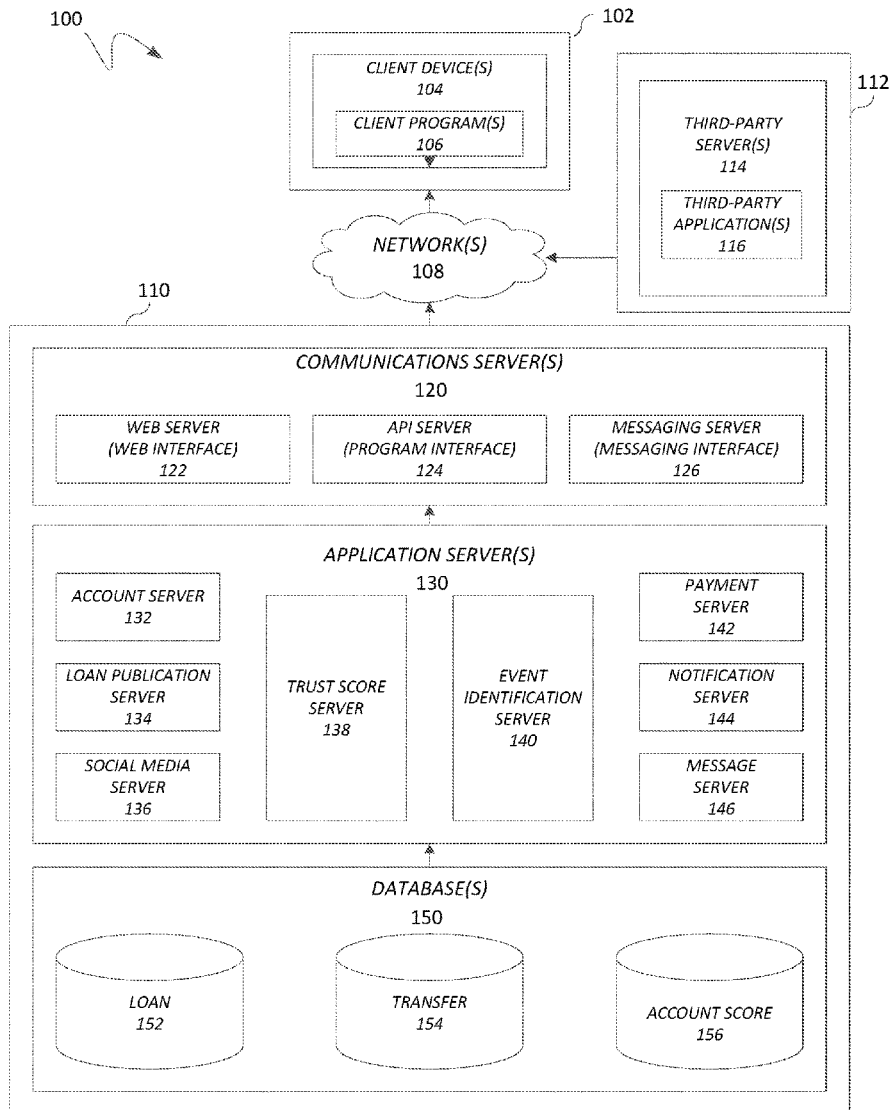 100
102
CLIENT DEVICE(S)
104
CLIENT PROGRAM(S)
106
112
THIRD-PARTY
SERVER(S)
114
THIRD-PARTY
APPLICATION(S)
116
NETWORK(S)
108
110
COMMUNICATIONS SERVER(S)
120
WEB SERVER
(WEB INTERFACE)
122
API SERVER
(PROGRAM INTERFACE)
124
MESSAGING SERVER
(MESSAGING INTERFACE)
126
APPLICATION SERVER(S)
130
ACCOUNT SERVER
132
LOAN PUBLICATION
SERVER
134
SOCIAL MEDIA
SERVER
136
TRUST SCORE
SERVER
138
EVENT
IDENTIFICATION
SERVER
140
PAYMENT
SERVER
142
NOTIFICATION
SERVER
144
MESSAGE
SERVER
146
DATABASE(S)
150
LOAN
152
TRANSFER
154
ACCOUNT SCORE
156